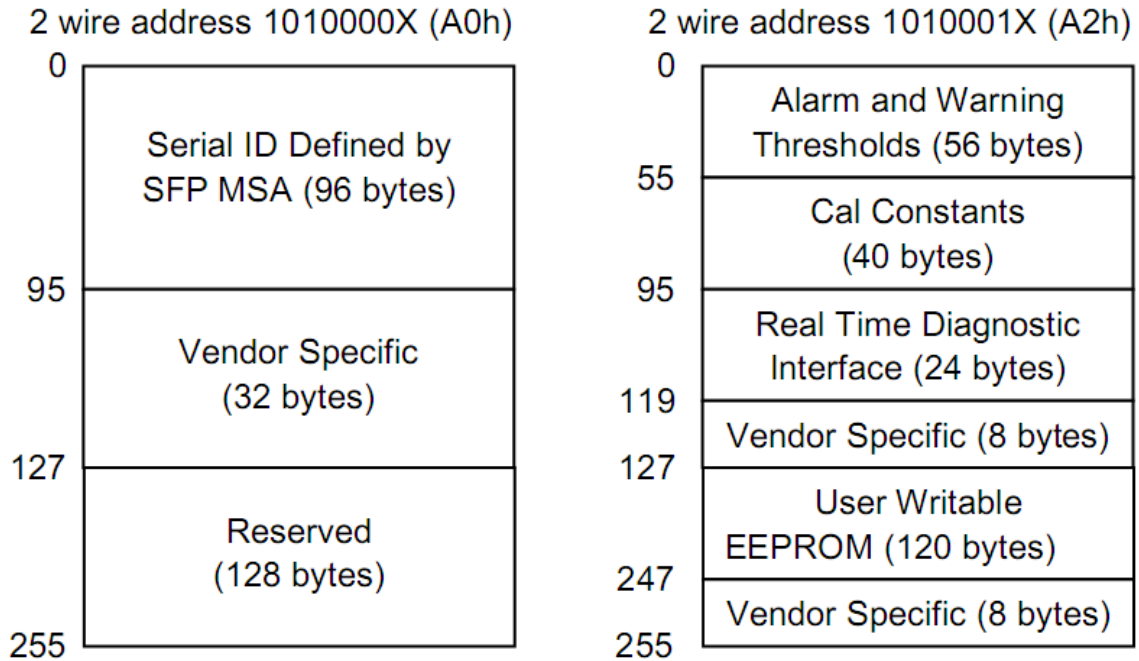 2 wire address 1010000X (A0h)
0
Serial ID Defined by
SFP MSA (96 bytes)
95
Vendor Specific
(32 bytes)
127
Reserved
(128 bytes)
255
2 wire address 1010001X (A2h)
0
Alarm and Warning
Thresholds (56 bytes)
55
Cal Constants
(40 bytes)
95
Real Time Diagnostic
Interface (24 bytes)
119
Vendor Specific (8 bytes)
127
User Writable
EEPROM (120 bytes)
247
Vendor Specific (8 bytes)
255